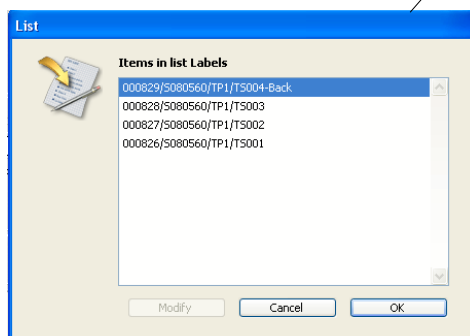 List
Items in list Labels
000829/S080560/TP1/TS004-Back
000828/S080560/TP1/TS003
000827/S080560/TP1/TS002
000826/S080560/TP1/TS001
Modify Cancel OK